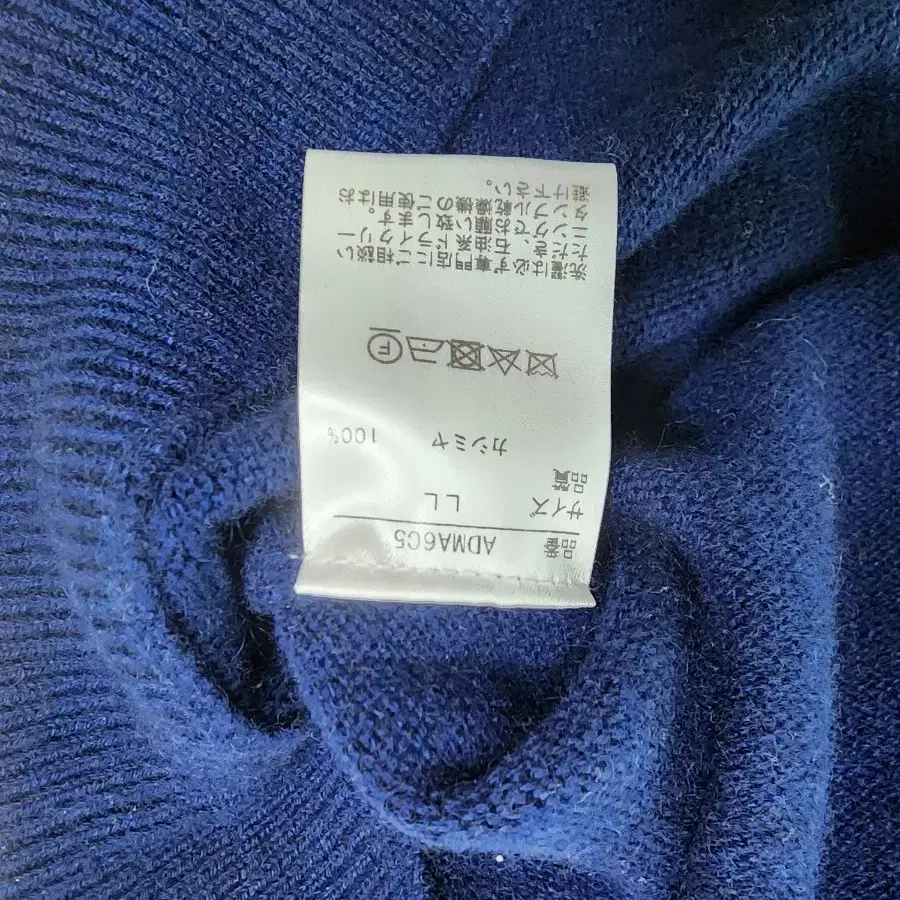 品番 ADMA6C5
サイズ LL
品質
カシミヤ 100%
F
洗濯は必ず専門店にご相談い
ただき、石油系ドライクリー
ニングでお願い致します。
タンブル乾燥機のご使用はお
避け下さい。